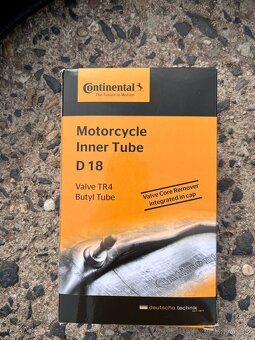 Continental
The Future in Motion
Motorcycle
Inner Tube
D 18
Valve TR4
Butyl Tube
Valve Core Remover
integrated in cap
Continental
deutsche technik